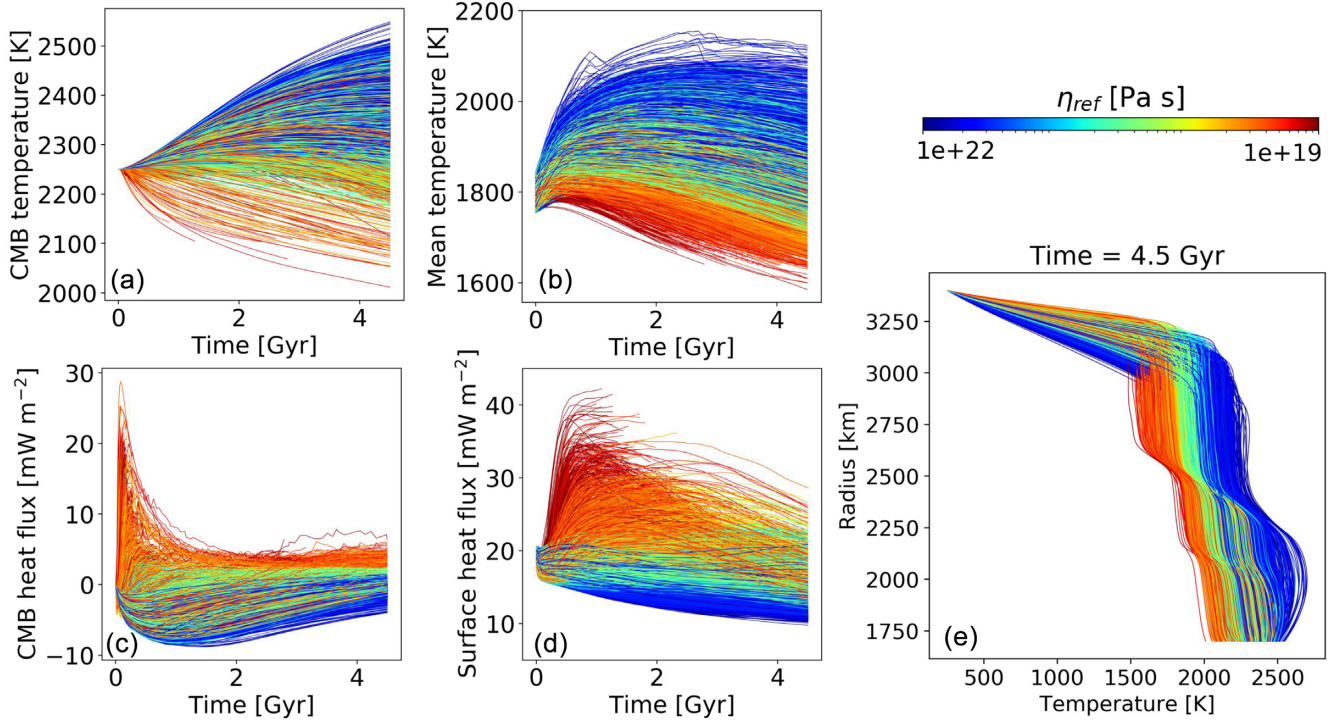 CMB temperature [K]
2500
2400
2300
2200
2100
2000
(a)
0
2
4
Time [Gyr]
Mean temperature [K]
2200
2000
1800
1600
(b)
0
2
4
Time [Gyr]
η_ref [Pa s]
1e+22
1e+19
CMB heat flux [mW m⁻²]
30
20
10
0
−10
(c)
0
2
4
Time [Gyr]
Surface heat flux [mW m⁻²]
40
30
20
10
(d)
0
2
4
Time [Gyr]
Time = 4.5 Gyr
Radius [km]
3250
3000
2750
2500
2250
2000
1750
(e)
500
1000
1500
2000
2500
Temperature [K]